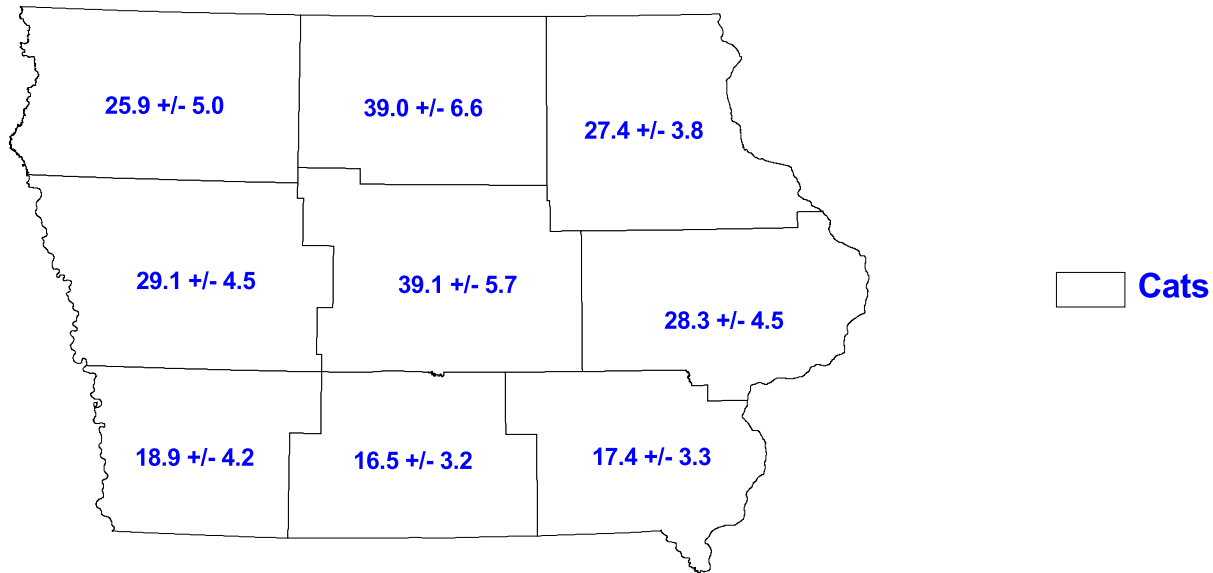 25.9 +/- 5.0
39.0 +/- 6.6
27.4 +/- 3.8
29.1 +/- 4.5
39.1 +/- 5.7
28.3 +/- 4.5
18.9 +/- 4.2
16.5 +/- 3.2
17.4 +/- 3.3
Cats